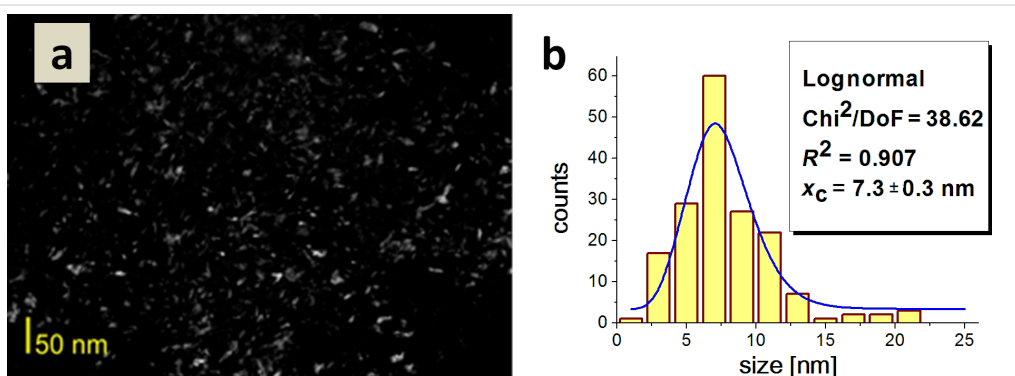 a
50 nm
b
counts
60
50
40
30
20
10
0
0
5
10
15
20
25
size [nm]
Lognormal
Chi²/DoF = 38.62
R² = 0.907
xc = 7.3 ± 0.3 nm